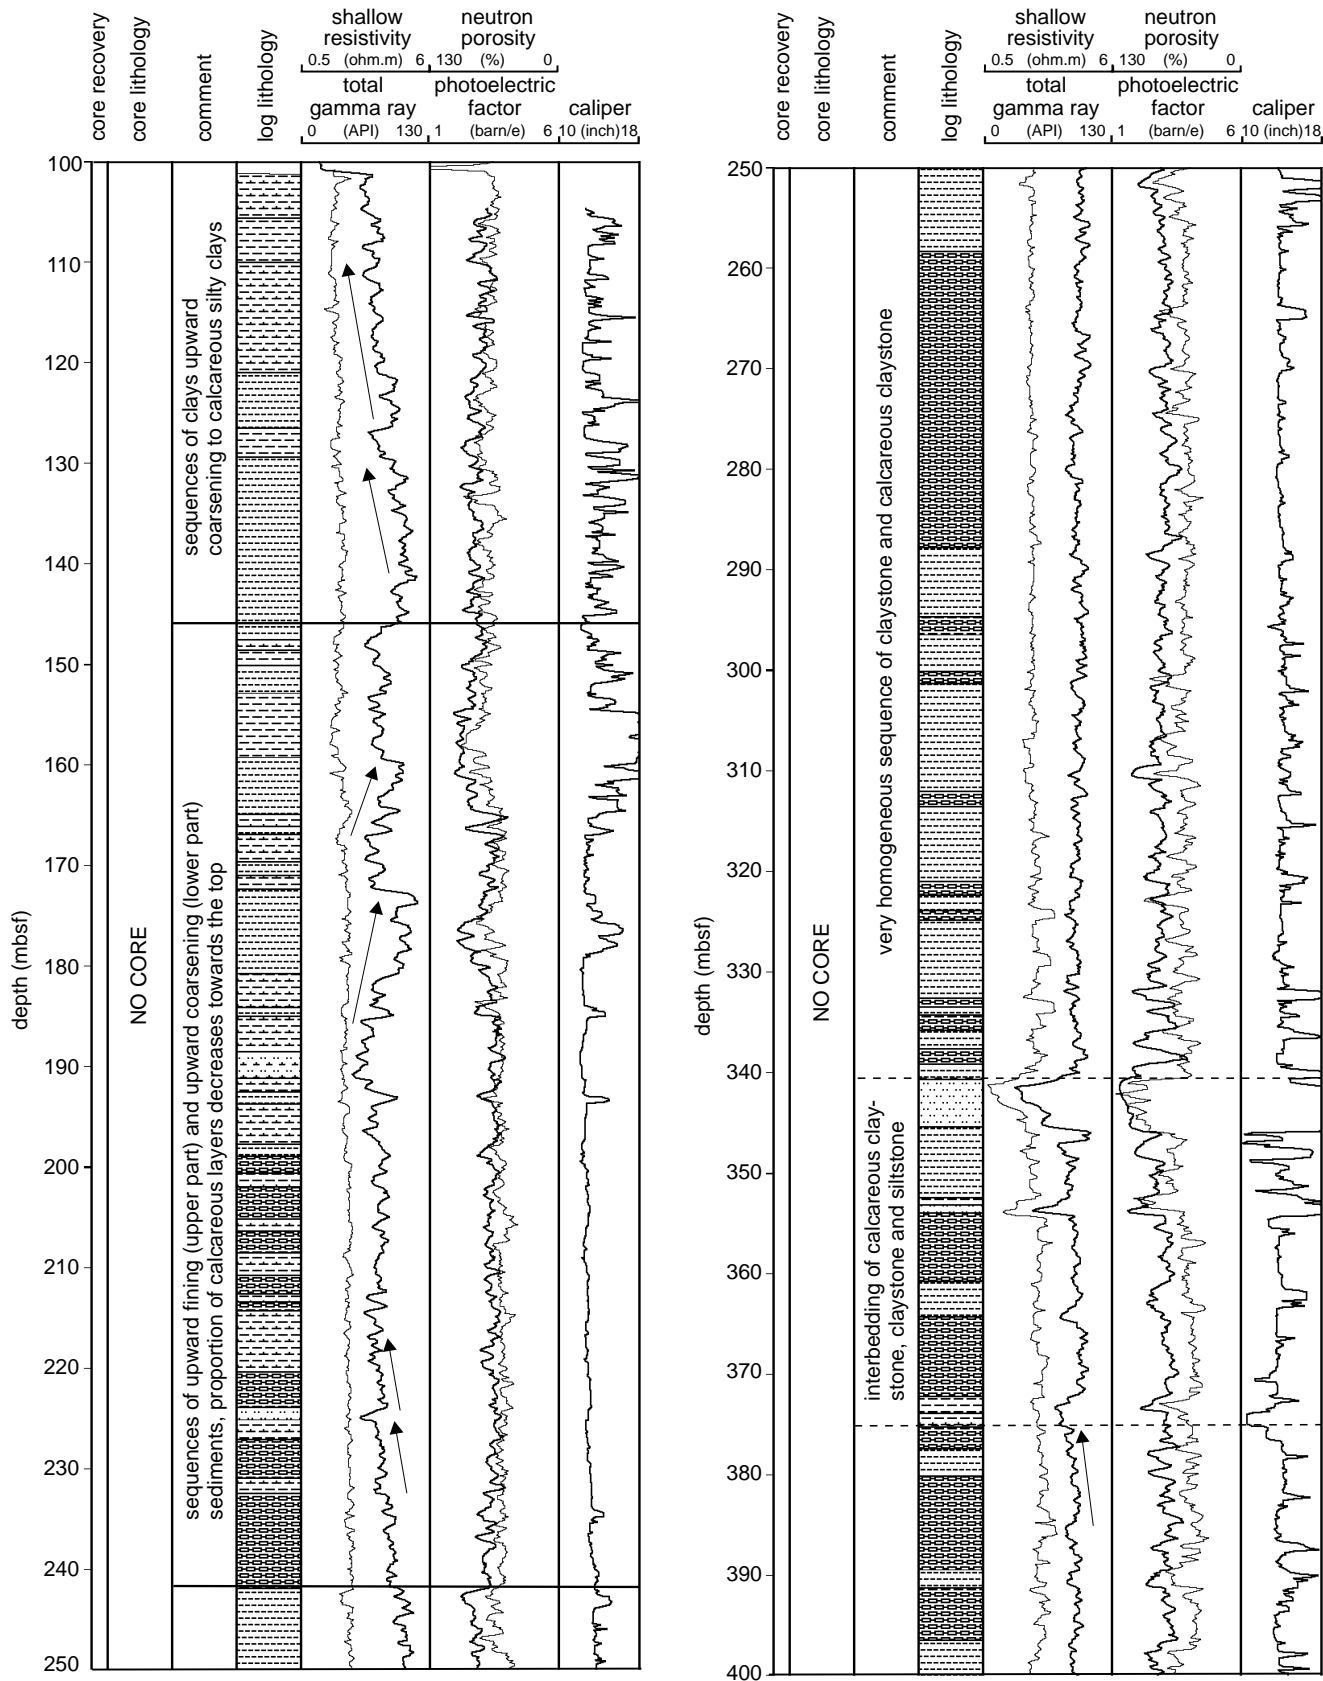 core recovery
core lithology
comment
log lithology
shallow
resistivity
0.5 (ohm.m) 6
total
gamma ray
0 (API) 130
neutron
porosity
130 (%) 0
photoelectric
factor
1 (barn/e) 6
caliper
10 (inch) 18
depth (mbsf)
100
110
120
130
140
150
160
170
180
190
200
210
220
230
240
250
NO CORE
sequences of clays upward
coarsening to calcareous silty clays
sequences of upward fining (upper part) and upward coarsening (lower part)
sediments, proportion of calcareous layers decreases towards the top
core recovery
core lithology
comment
log lithology
shallow
resistivity
0.5 (ohm.m) 6
total
gamma ray
0 (API) 130
neutron
porosity
130 (%) 0
photoelectric
factor
1 (barn/e) 6
caliper
10 (inch) 18
depth (mbsf)
250
260
270
280
290
300
310
320
330
340
350
360
370
380
390
400
NO CORE
very homogeneous sequence of claystone and calcareous claystone
interbedding of calcareous clay-
stone, claystone and siltstone